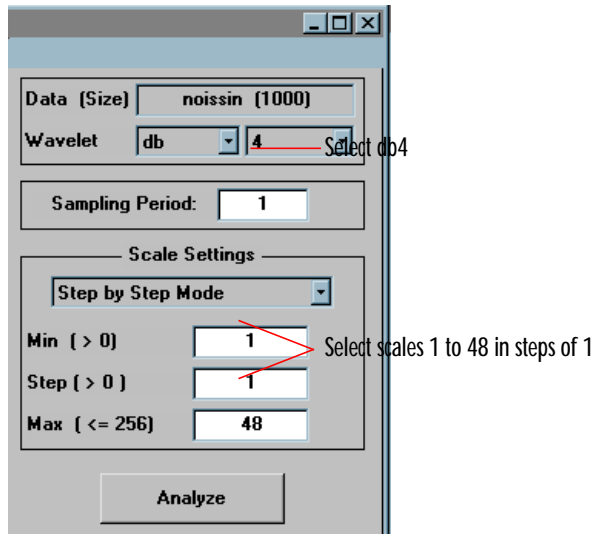 Data (Size) noissin (1000)
Wavelet db 4 Select db4
Sampling Period: 1
Scale Settings
Step by Step Mode
Min ( > 0) 1
Select scales 1 to 48 in steps of 1
Step ( > 0 ) 1
Max ( <= 256) 48
Analyze